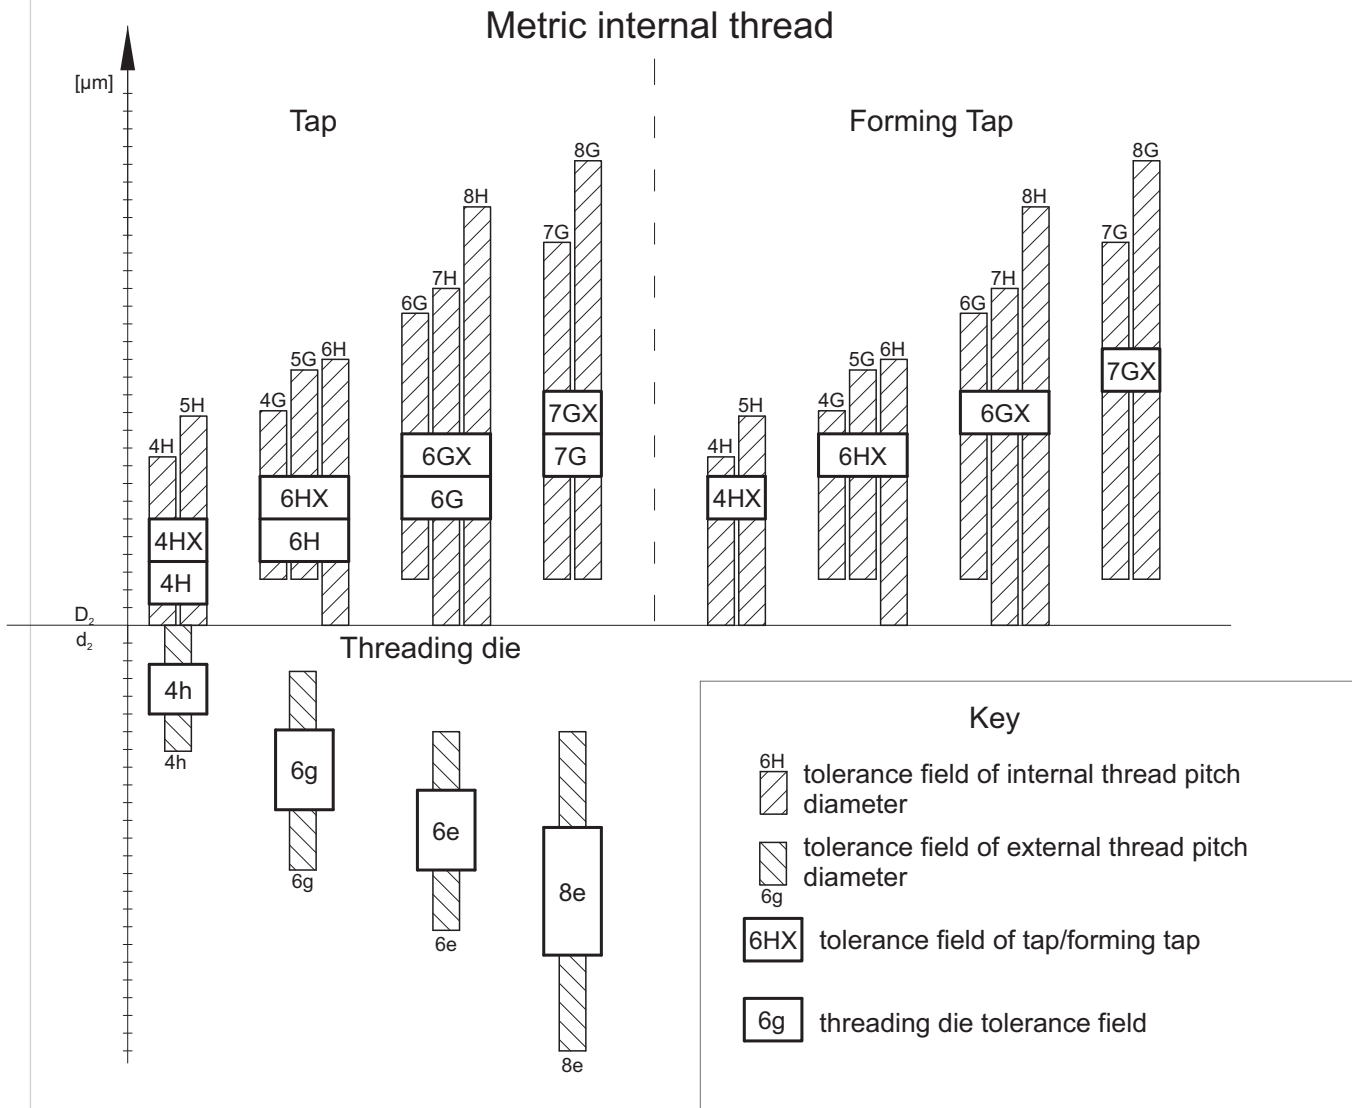 Metric internal thread
[µm]
Tap
Forming Tap
8G
8G
8H
8H
7G
7G
7H
7H
6G
6G
6H
6H
5G
5G
4G
4G
5H
5H
4H
4H
7GX
7GX
6GX
7G
6GX
6HX
6HX
6G
4HX
4HX
6H
4H
D₂
d₂
Threading die
4h
4h
6g
6g
6e
6e
8e
8e
Key
6H
tolerance field of internal thread pitch
diameter
tolerance field of external thread pitch
diameter
6g
6HX tolerance field of tap/forming tap
6g threading die tolerance field